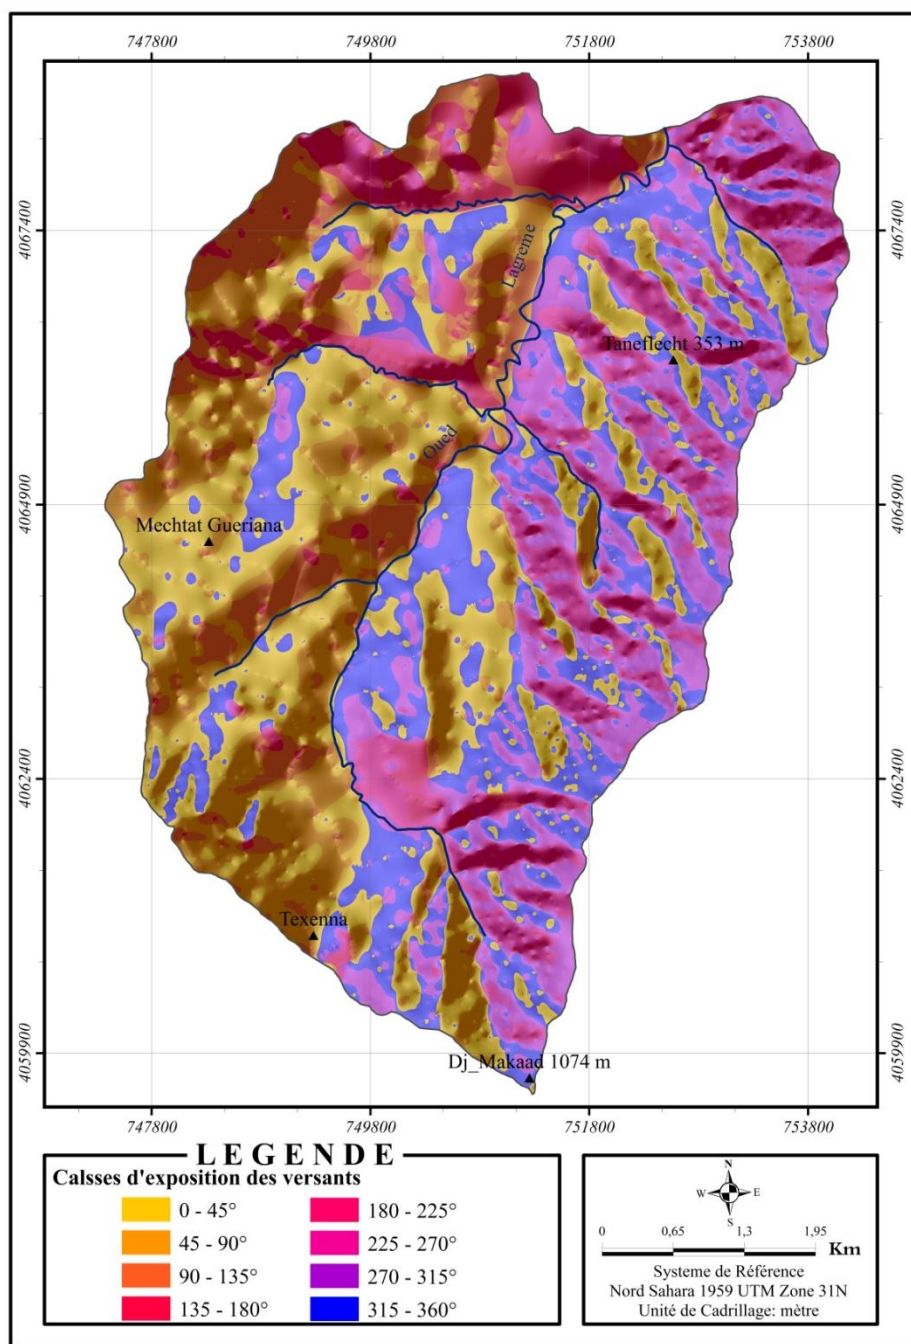 747800 749800 751800 753800
4067400 4067400
Lagreme
Taneflecht 353 m
Oued
4064900 4064900
Mechtat Gueriana
4062400 4062400
Texenna
4059900 4059900
Dj_Makaad 1074 m
747800 749800 751800 753800
LEGENDE
Calsses d'exposition des versants
0 - 45° 180 - 225°
45 - 90° 225 - 270°
90 - 135° 270 - 315°
135 - 180° 315 - 360°
N
W E
S
0 0,65 1,3 1,95
Km
Systeme de Référence
Nord Sahara 1959 UTM Zone 31N
Unité de Cadrillage: mètre